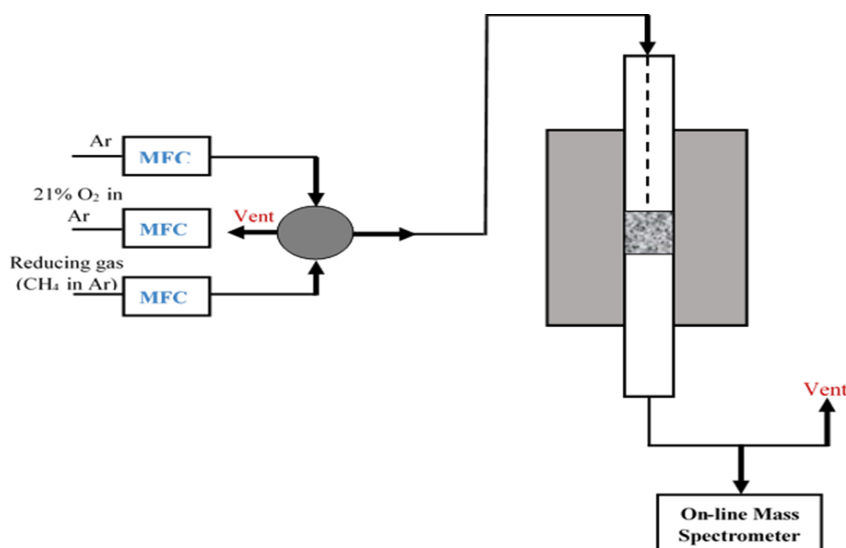 Ar
MFC
21% O₂ in
Ar
MFC
Vent
Reducing gas
(CH₄ in Ar)
MFC
Vent
On-line Mass
Spectrometer